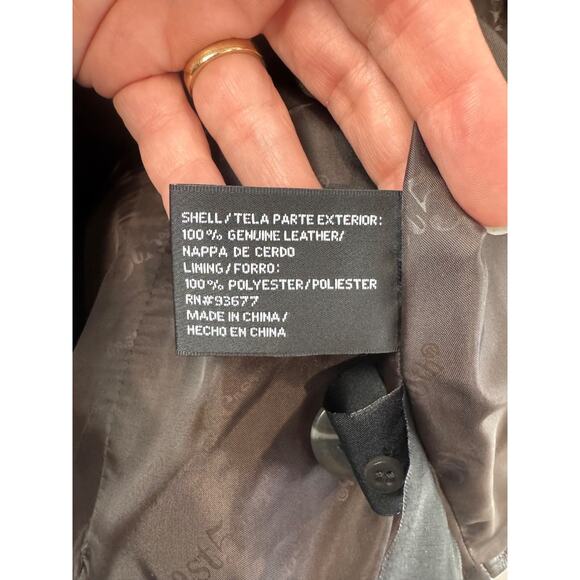 SHELL/TELA PARTE EXTERIOR:
100% GENUINE LEATHER/
NAPPA DE CERDO
LINING/FORRO:
100% POLYESTER/POLIESTER
RN#93677
MADE IN CHINA/
HECHO EN CHINA